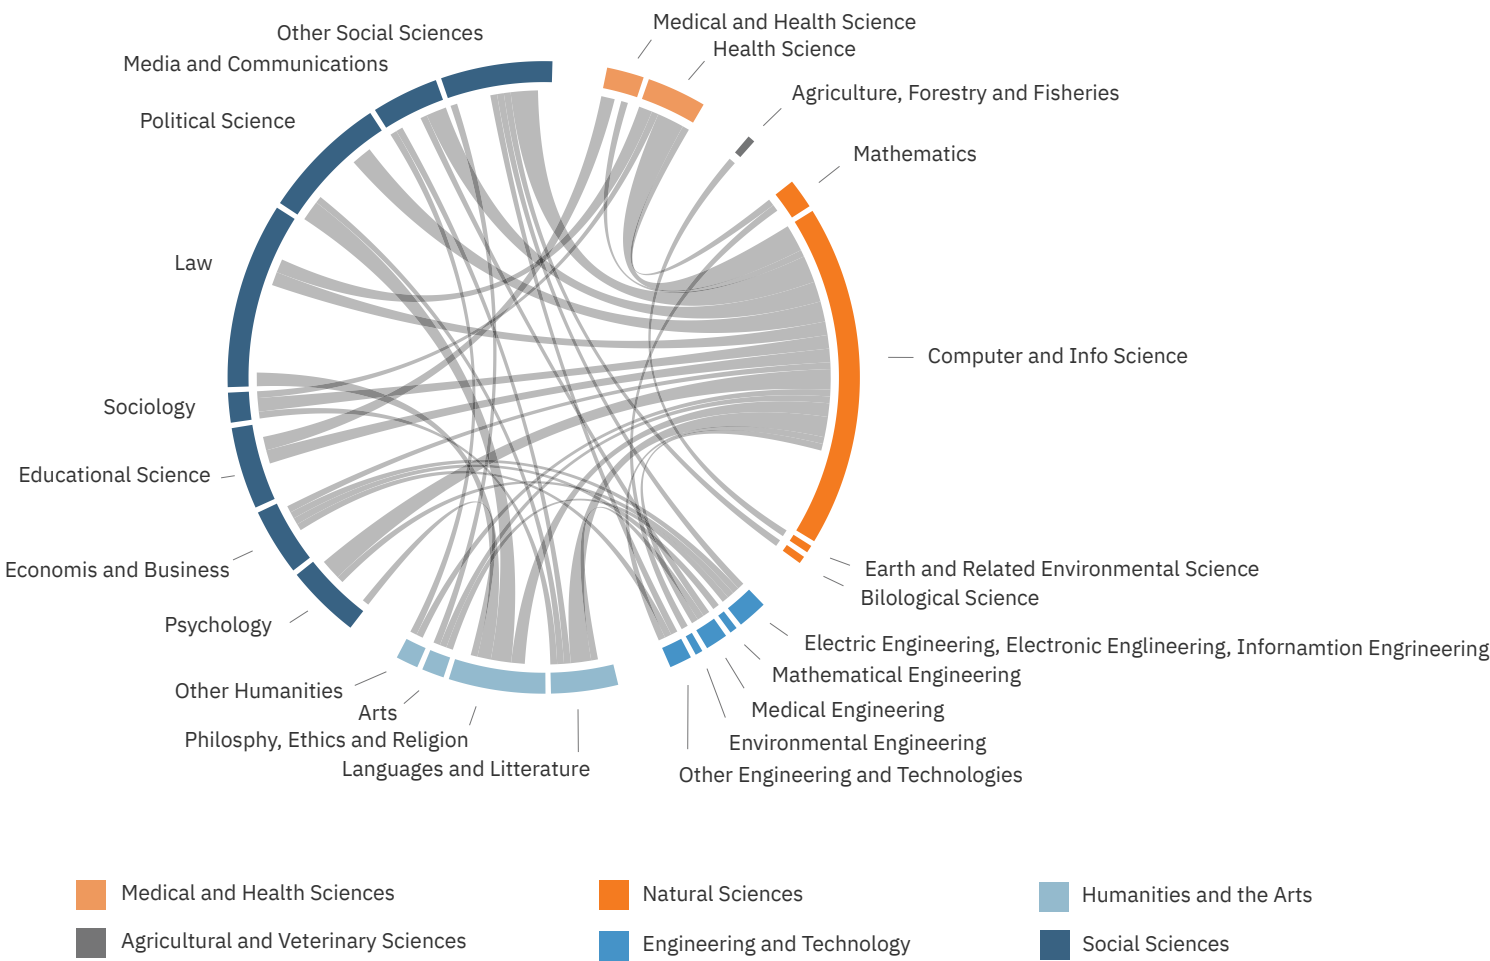 Other Social Sciences
Media and Communications
Political Science
Law
Sociology
Educational Science
Economis and Business
Psychology
Medical and Health Science
Health Science
Agriculture, Forestry and Fisheries
Mathematics
Computer and Info Science
Earth and Related Environmental Science
Bilological Science
Electric Engineering, Electronic Englineering, Infornamtion Engrineering
Mathematical Engineering
Medical Engineering
Environmental Engineering
Other Engineering and Technologies
Other Humanities
Arts
Philosphy, Ethics and Religion
Languages and Litterature
Medical and Health Sciences
Natural Sciences
Humanities and the Arts
Agricultural and Veterinary Sciences
Engineering and Technology
Social Sciences